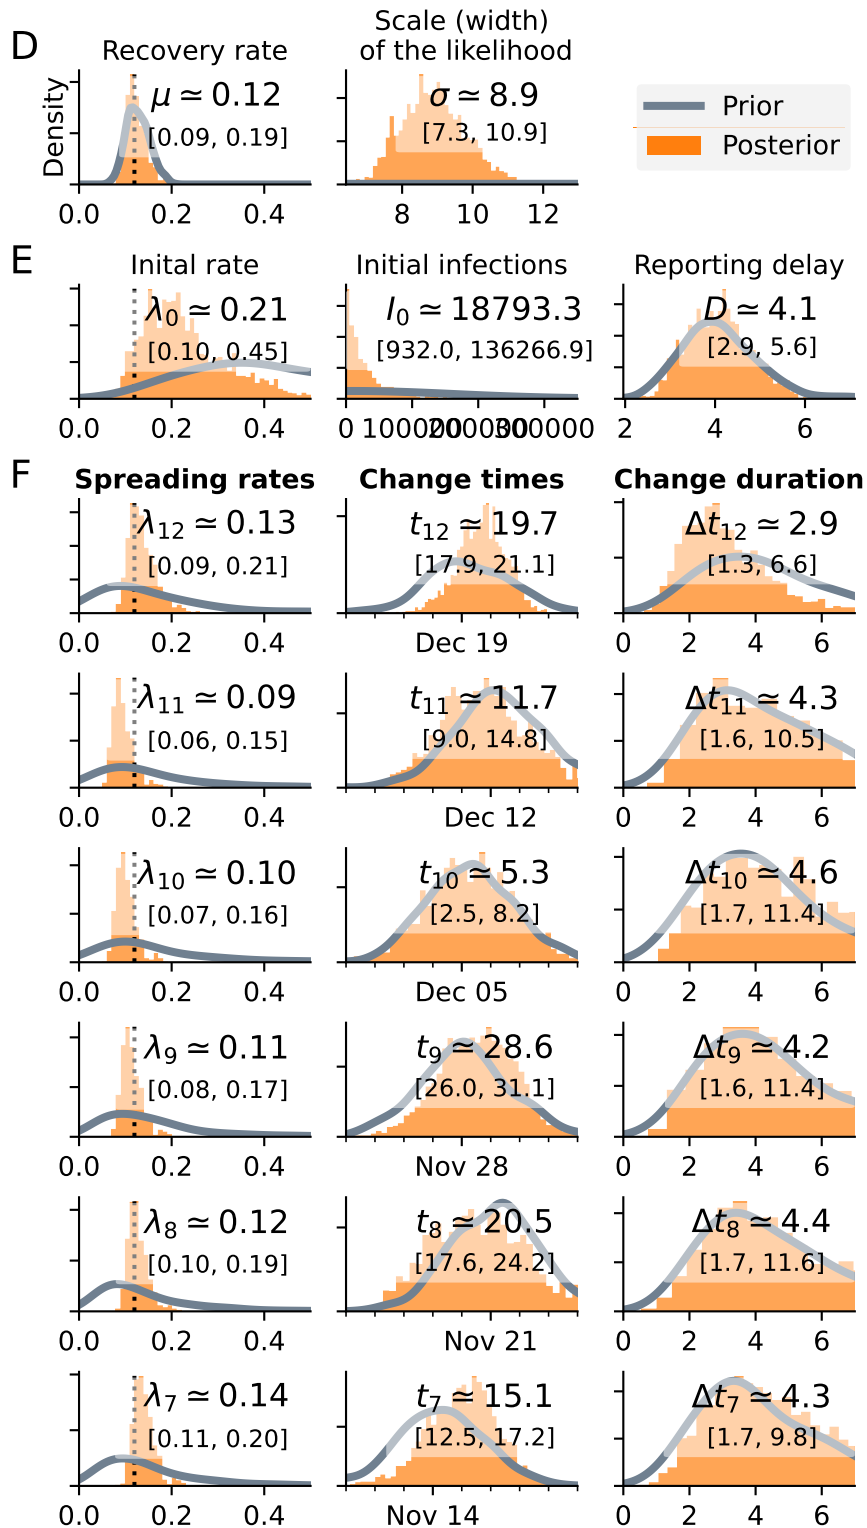 D
Recovery rate
Scale (width)
of the likelihood
Density
μ ≃ 0.12
[0.09, 0.19]
σ ≃ 8.9
[7.3, 10.9]
Prior
Posterior
0.0 0.2 0.4
8 10 12
E
Inital rate
Initial infections
Reporting delay
λ0 ≃ 0.21
[0.10, 0.45]
I0 ≃ 18793.3
[932.0, 136266.9]
D ≃ 4.1
[2.9, 5.6]
0.0 0.2 0.4
0 100000 200000 300000
2 4 6
F
Spreading rates
Change times
Change duration
λ12 ≃ 0.13
[0.09, 0.21]
t12 ≃ 19.7
[17.9, 21.1]
Δt12 ≃ 2.9
[1.3, 6.6]
0.0 0.2 0.4
Dec 19
0 2 4 6
λ11 ≃ 0.09
[0.06, 0.15]
t11 ≃ 11.7
[9.0, 14.8]
Δt11 ≃ 4.3
[1.6, 10.5]
0.0 0.2 0.4
Dec 12
0 2 4 6
λ10 ≃ 0.10
[0.07, 0.16]
t10 ≃ 5.3
[2.5, 8.2]
Δt10 ≃ 4.6
[1.7, 11.4]
0.0 0.2 0.4
Dec 05
0 2 4 6
λ9 ≃ 0.11
[0.08, 0.17]
t9 ≃ 28.6
[26.0, 31.1]
Δt9 ≃ 4.2
[1.6, 11.4]
0.0 0.2 0.4
Nov 28
0 2 4 6
λ8 ≃ 0.12
[0.10, 0.19]
t8 ≃ 20.5
[17.6, 24.2]
Δt8 ≃ 4.4
[1.7, 11.6]
0.0 0.2 0.4
Nov 21
0 2 4 6
λ7 ≃ 0.14
[0.11, 0.20]
t7 ≃ 15.1
[12.5, 17.2]
Δt7 ≃ 4.3
[1.7, 9.8]
0.0 0.2 0.4
Nov 14
0 2 4 6